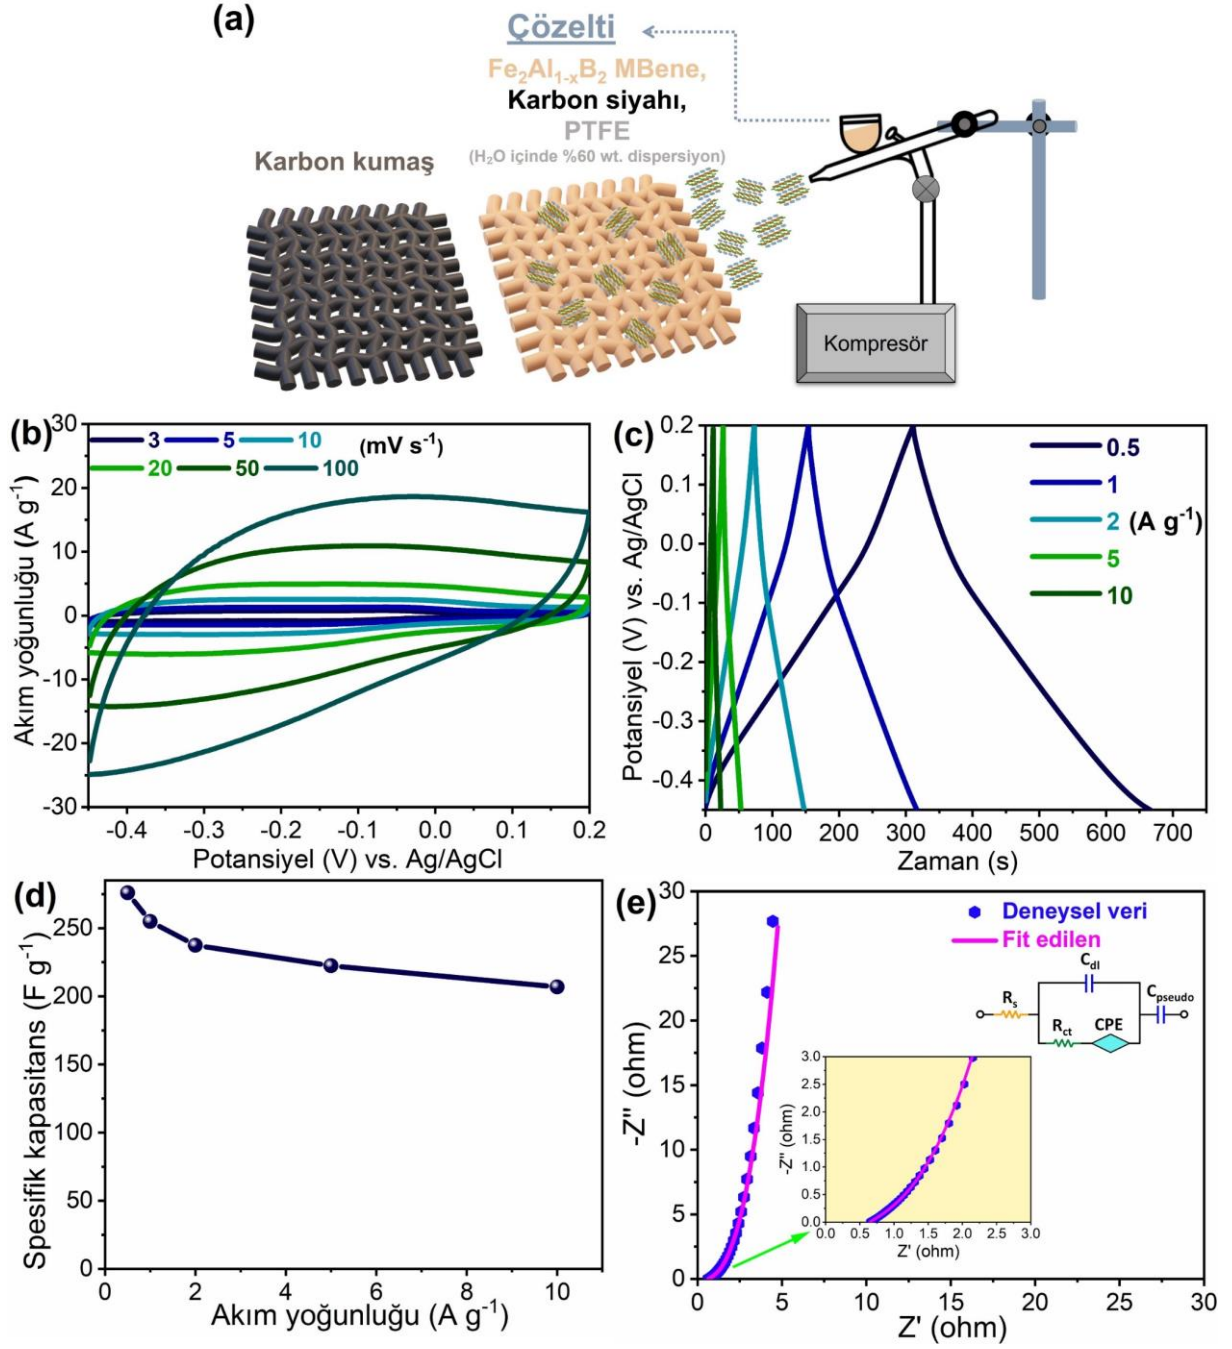 (a)
Çözelti
Fe₂Al₁₋ₓB₂ MBene,
Karbon siyahı,
PTFE
(H₂O içinde %60 wt. dispersiyon)
Karbon kumaş
Kompresör
(b)
3 5 10 (mV s⁻¹)
20 50 100
Akım yoğunluğu (A g⁻¹)
30
20
10
0
-10
-20
-30
-0.4 -0.3 -0.2 -0.1 0.0 0.1 0.2
Potansiyel (V) vs. Ag/AgCl
(c)
0.5
1
2 (A g⁻¹)
5
10
Potansiyel (V) vs. Ag/AgCl
0.2
0.1
0.0
-0.1
-0.2
-0.3
-0.4
0 100 200 300 400 500 600 700
Zaman (s)
(d)
Spesifik kapasitans (F g⁻¹)
250
200
150
100
50
0
0 2 4 6 8 10
Akım yoğunluğu (A g⁻¹)
(e)
Deneysel veri
Fit edilen
C_dl
R_s
C_pseudo
R_ct CPE
-Z'' (ohm)
30
25
20
15
10
5
0
0 5 10 15 20 25 30
Z' (ohm)
-Z'' (ohm)
3.0
2.5
2.0
1.5
1.0
0.5
0.0
0.0 0.5 1.0 1.5 2.0 2.5 3.0
Z' (ohm)